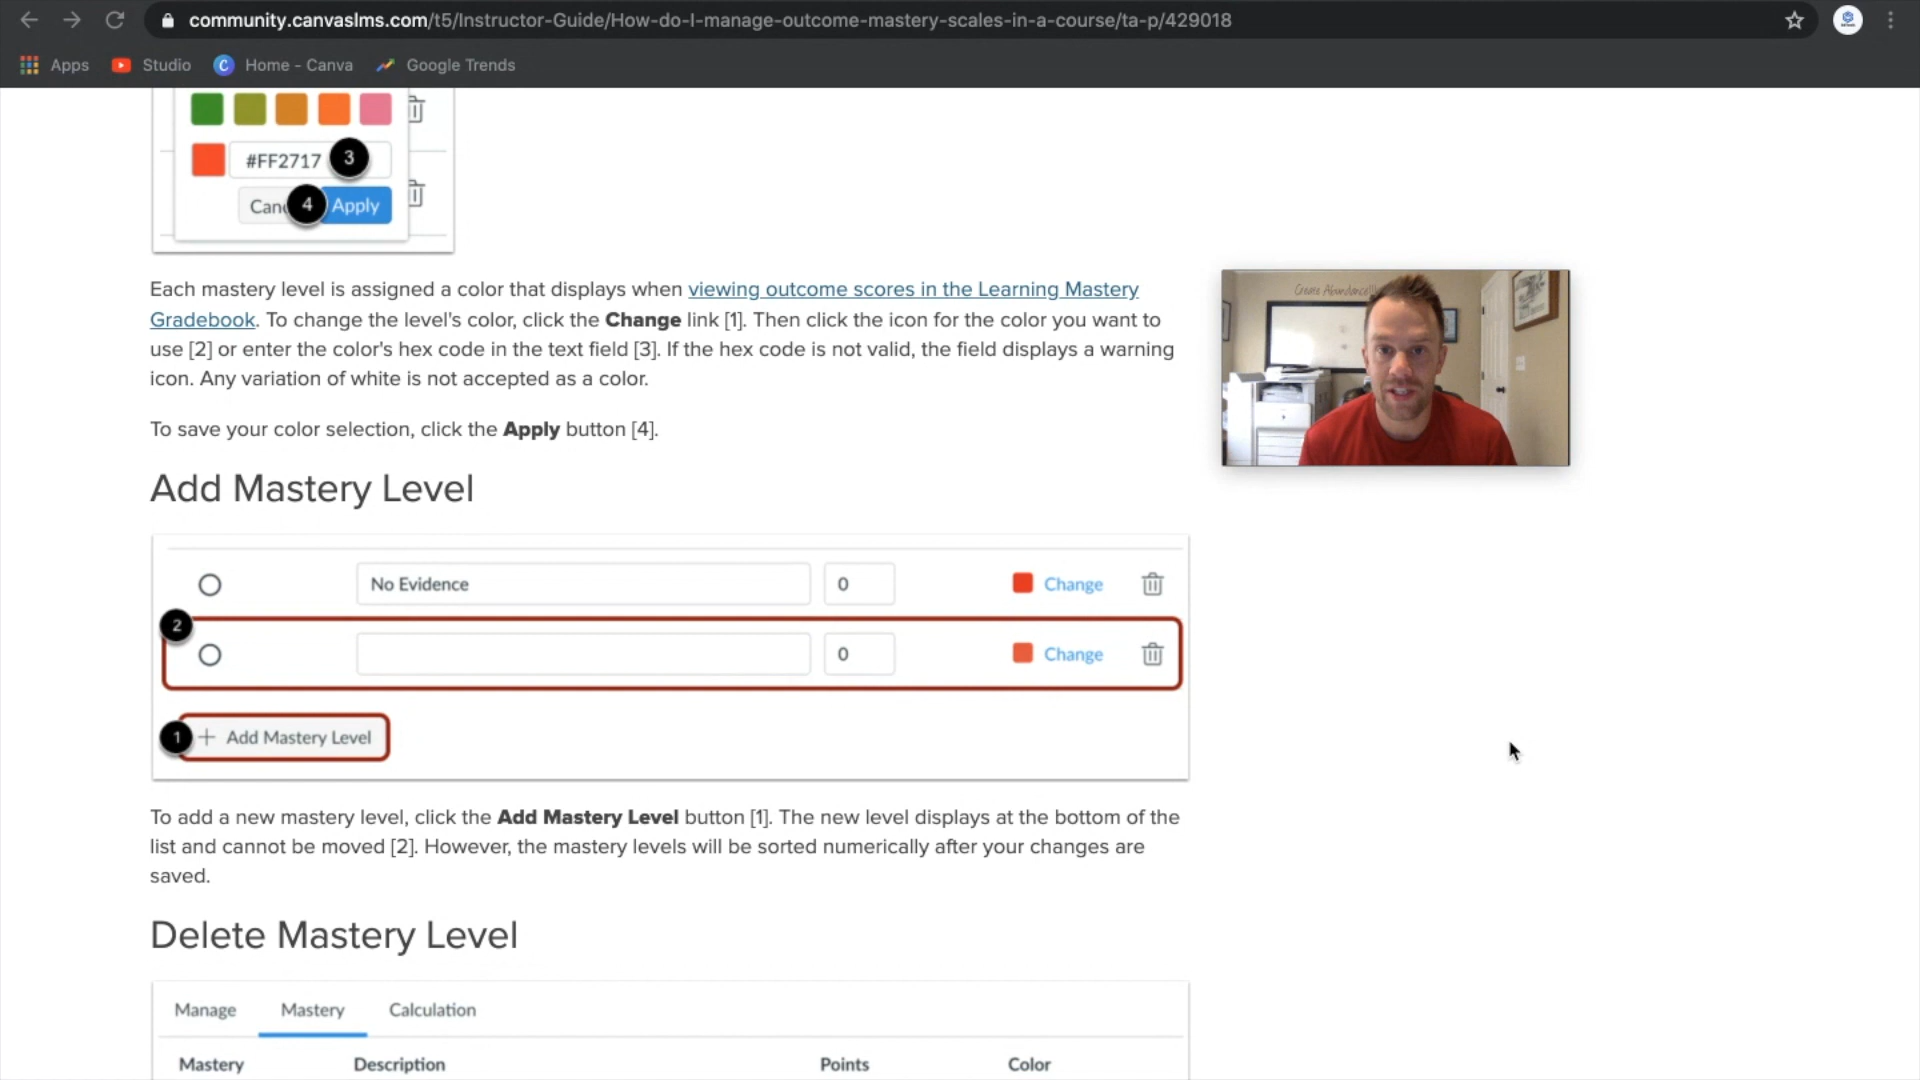 community.canvaslms.com/t5/Instructor-Guide/How-do-I-manage-outcome-mastery-scales-in-a-course/ta-p/429018
Apps Studio Home - Canva Google Trends
#FF2717 3
Canc 4 Apply
Each mastery level is assigned a color that displays when viewing outcome scores in the Learning Mastery
Gradebook. To change the level's color, click the Change link [1]. Then click the icon for the color you want to
use [2] or enter the color's hex code in the text field [3]. If the hex code is not valid, the field displays a warning
icon. Any variation of white is not accepted as a color.
To save your color selection, click the Apply button [4].
Create Abundance!!
Add Mastery Level
No Evidence 0 Change
2
0 Change
1 + Add Mastery Level
To add a new mastery level, click the Add Mastery Level button [1]. The new level displays at the bottom of the
list and cannot be moved [2]. However, the mastery levels will be sorted numerically after your changes are
saved.
Delete Mastery Level
Manage Mastery Calculation
Mastery Description Points Color